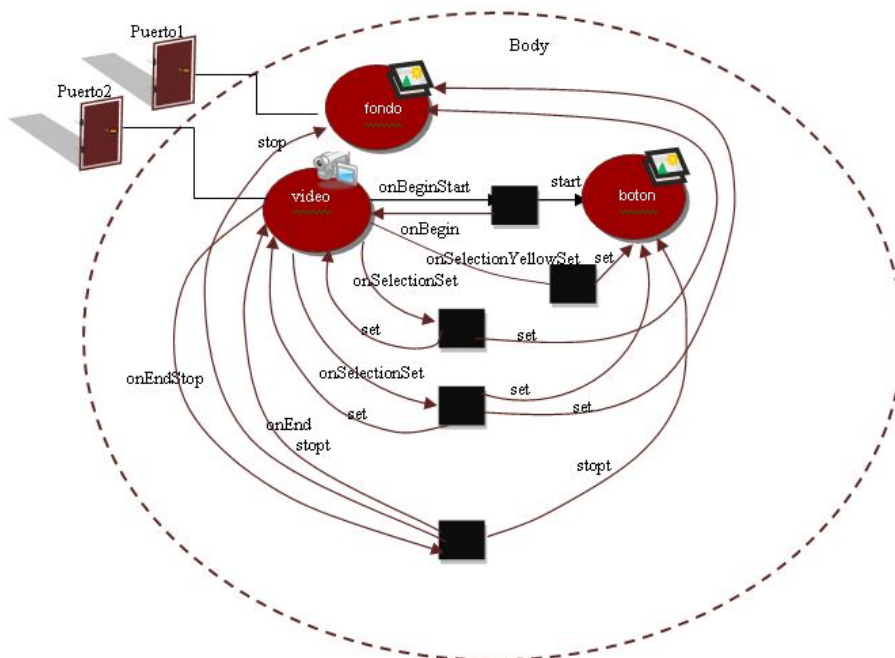 Puerto1
Body
Puerto2
fondo
stop
onBeginStart
start
video
boton
onBegin
onSelectionYellowSet
set
onSelectionSet
set
set
onSelectionSet
onEndStop
set
set
set
onEnd
stopt
stopt